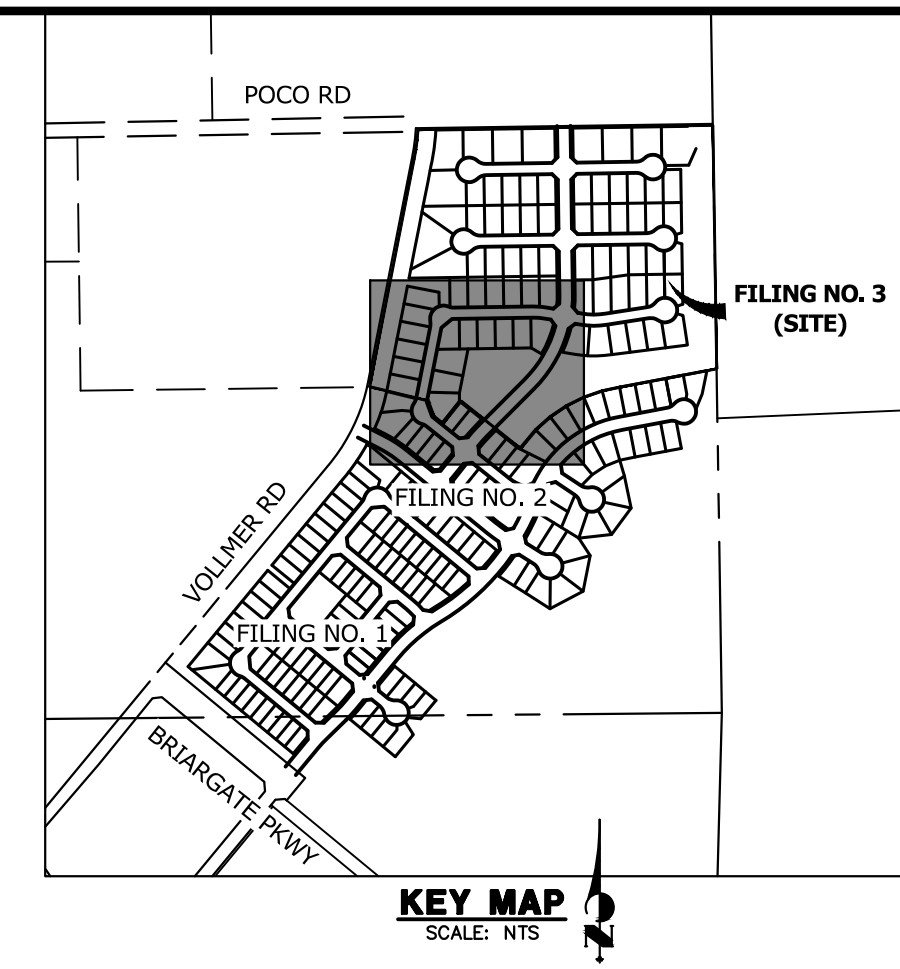 POCO RD
FILING NO. 3
(SITE)
FILING NO. 2
VOLLMER RD
FILING NO. 1
BRIARGATE PKWY
KEY MAP
SCALE: NTS
N